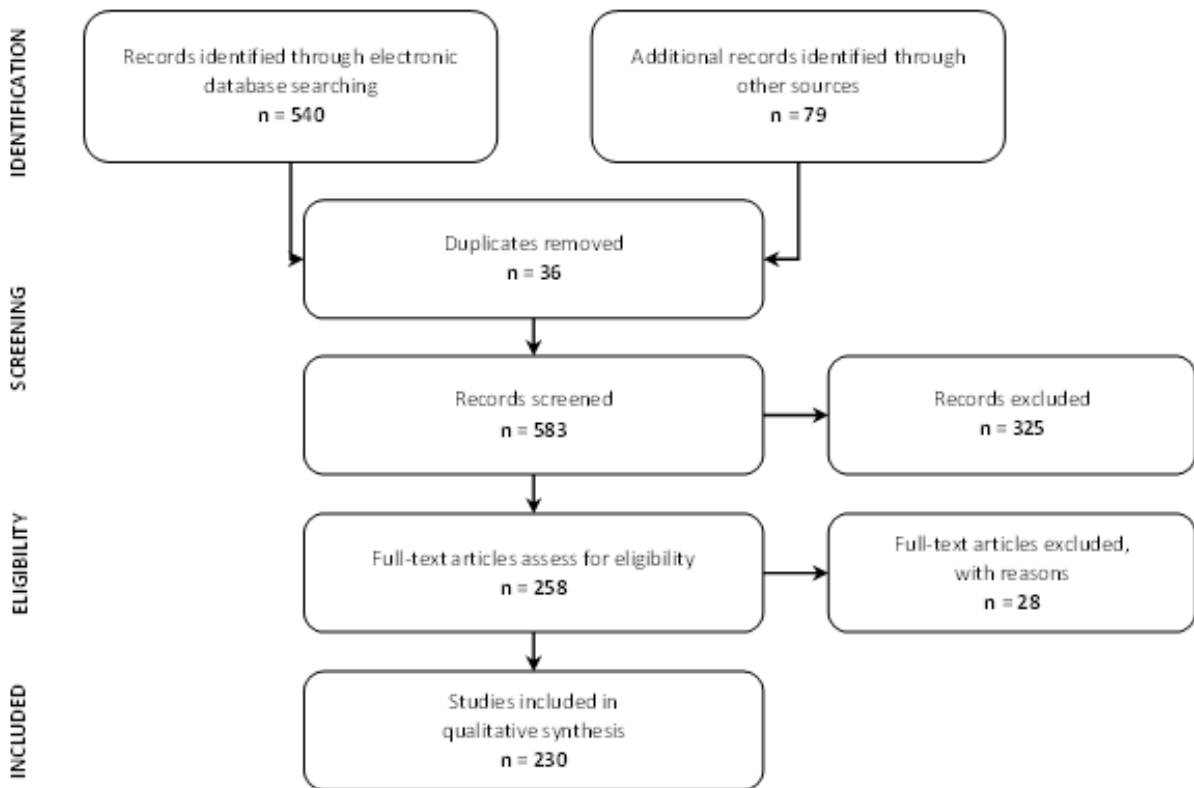 IDENTIFICATION
Records identified through electronic
database searching
n = 540
Additional records identified through
other sources
n = 79
SCREENING
Duplicates removed
n = 36
Records screened
n = 583
Records excluded
n = 325
ELIGIBILITY
Full-text articles assess for eligibility
n = 258
Full-text articles excluded,
with reasons
n = 28
INCLUDED
Studies included in
qualitative synthesis
n = 230